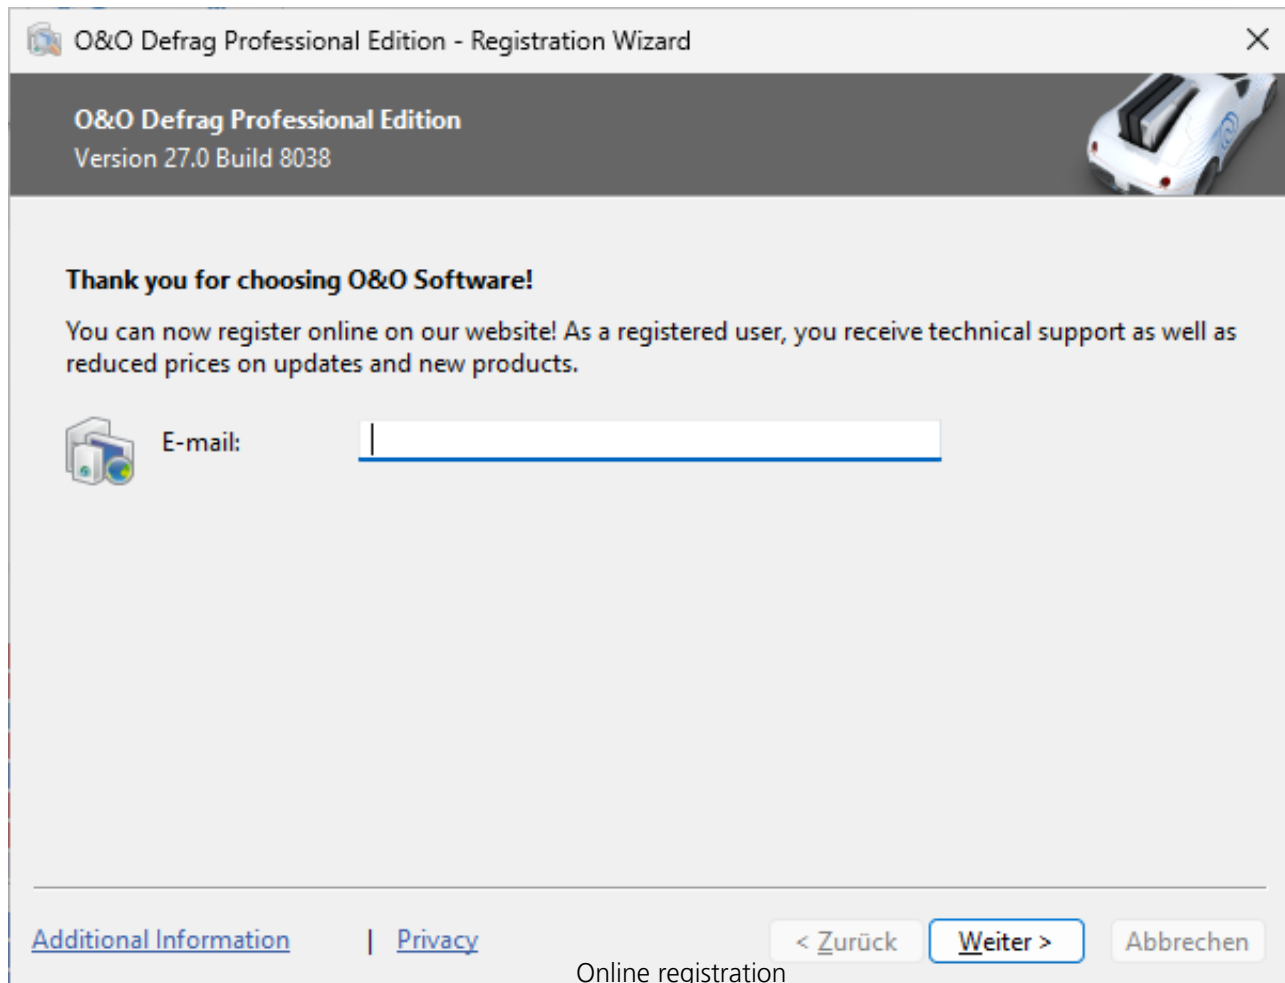 O&O Defrag Professional Edition - Registration Wizard
O&O Defrag Professional Edition
Version 27.0 Build 8038
Thank you for choosing O&O Software!
You can now register online on our website! As a registered user, you receive technical support as well as
reduced prices on updates and new products.
E-mail:
Additional Information | Privacy < Zurück Weiter > Abbrechen
Online registration